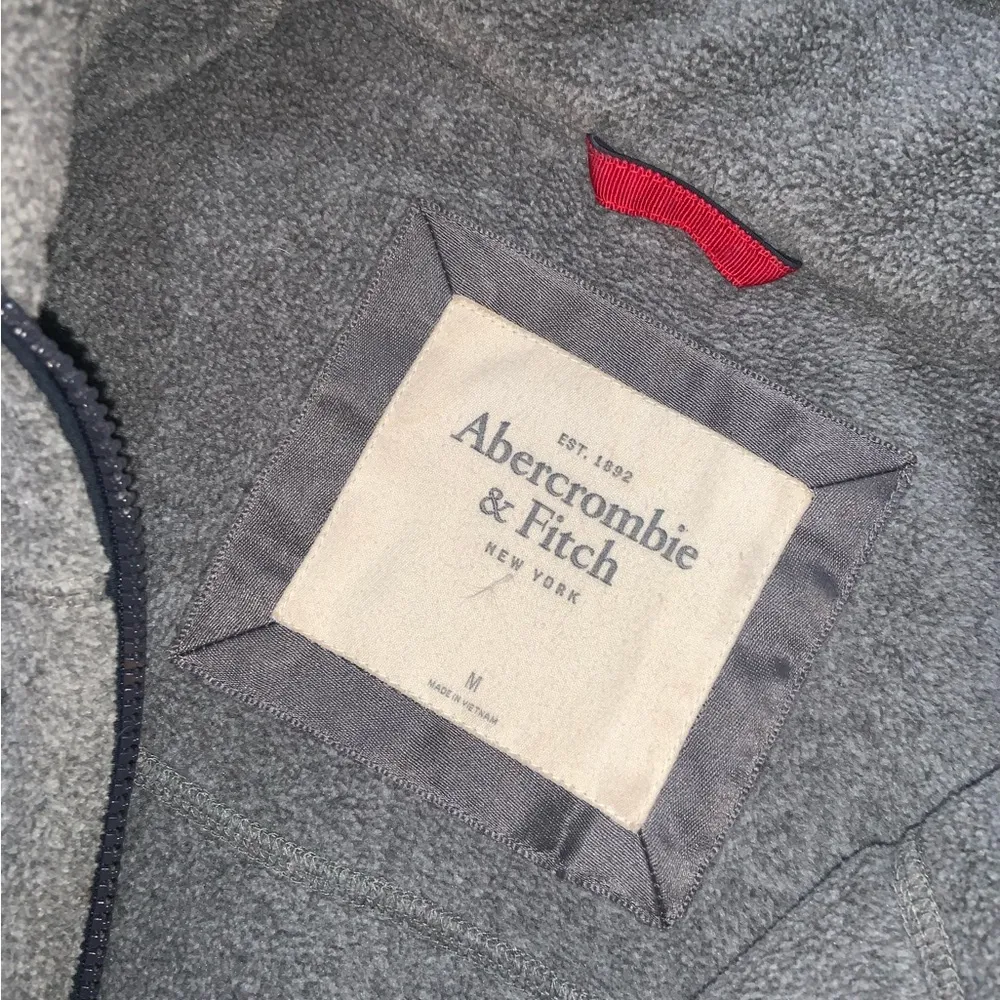 EST. 1892
Abercrombie
& Fitch
NEW YORK
M
MADE IN VIETNAM